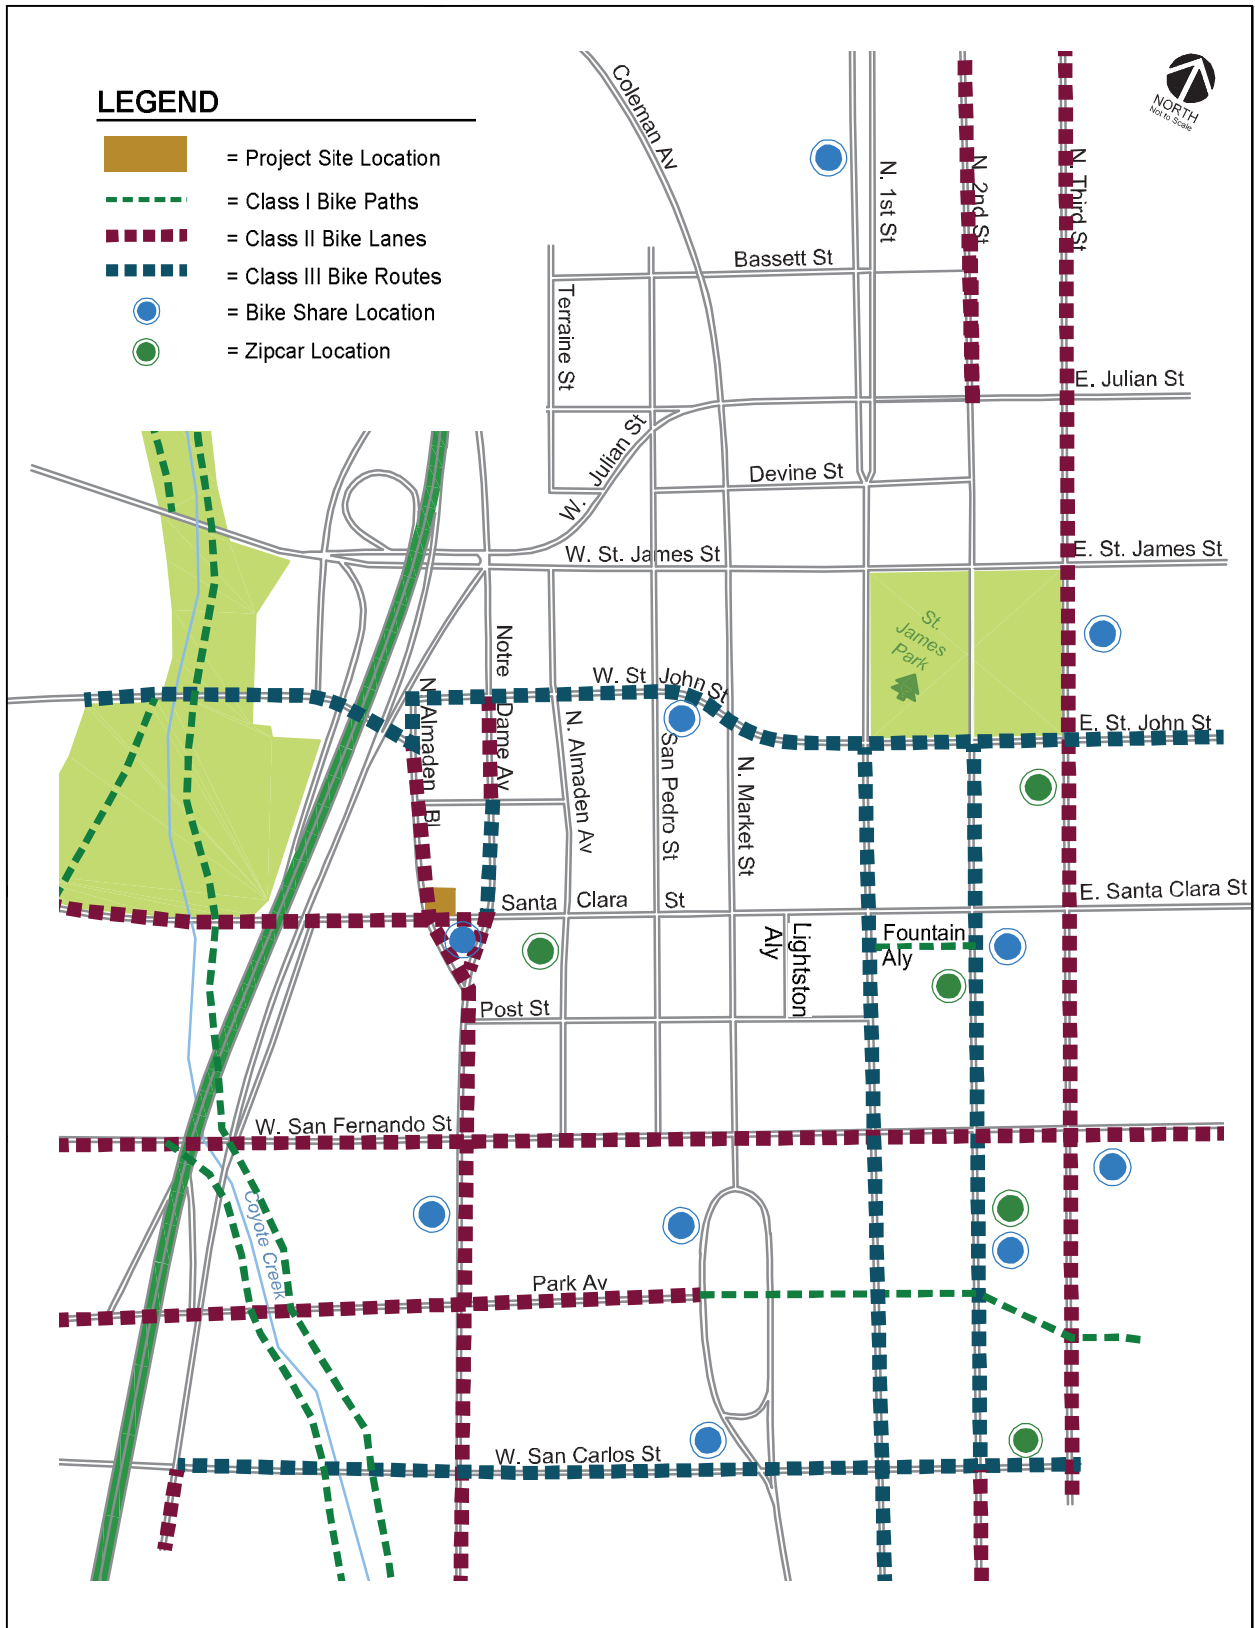 LEGEND
= Project Site Location
= Class I Bike Paths
= Class II Bike Lanes
= Class III Bike Routes
= Bike Share Location
= Zipcar Location
NORTH
Not to Scale
Coleman Av
N. 1st St
N. 2nd St
N. Third St
Bassett St
Terraine St
E. Julian St
W. Julian St
Devine St
W. St. James St
E. St. James St
St.
James
Park
Notre Dame Av
W. St John St
E. St. John St
N. Almaden Bl
N. Almaden Av
San Pedro St
N. Market St
Santa Clara St
E. Santa Clara St
Fountain
Aly
Lightston
Aly
Post St
W. San Fernando St
Coyote Creek
Park Av
W. San Carlos St